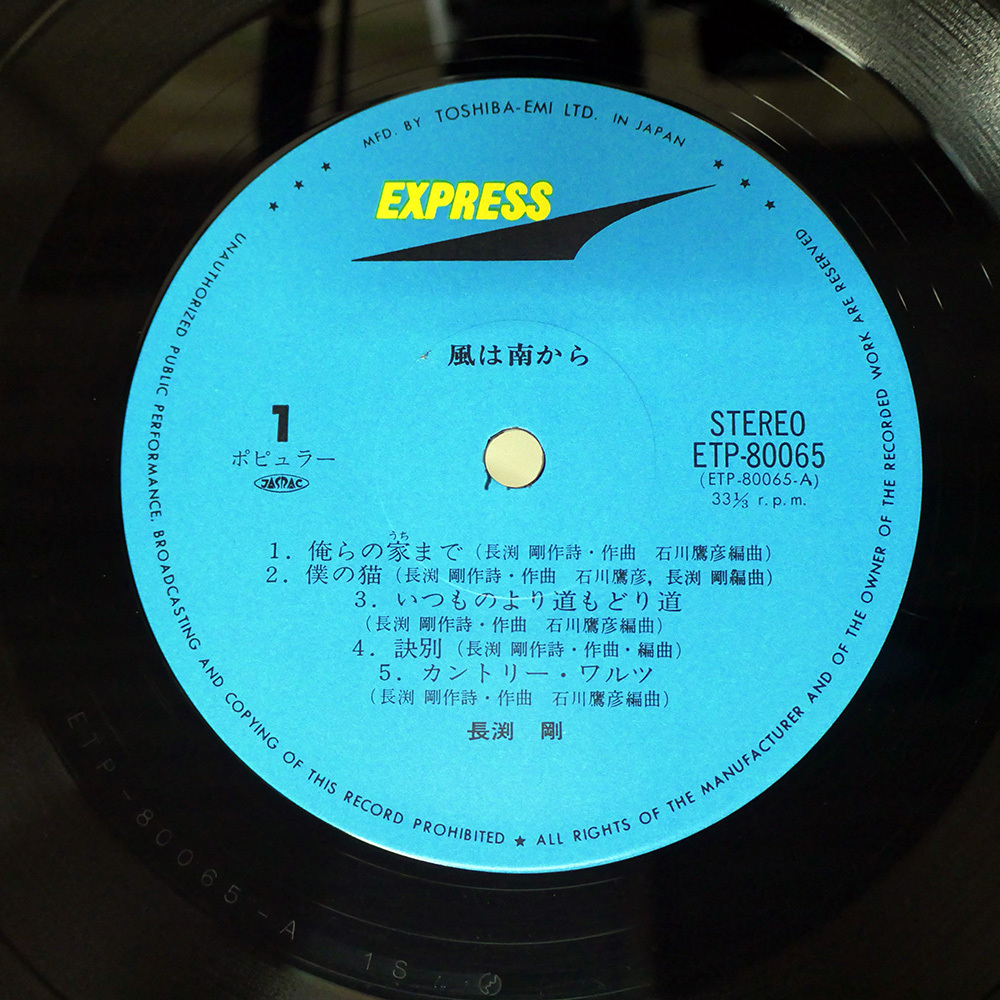 MFD. BY TOSHIBA-EMI LTD. IN JAPAN
EXPRESS
風は南から
1
ポピュラー
JASRAC
STEREO
ETP-80065
(ETP-80065-A)
33⅓ r.p.m.
うち
1. 俺らの家まで (長渕 剛作詩・作曲 石川鷹彦編曲)
2. 僕の猫 (長渕 剛作詩・作曲 石川鷹彦, 長渕 剛編曲)
3. いつものより道もどり道
(長渕 剛作詩・作曲 石川鷹彦編曲)
4. 訣別 (長渕 剛作詩・作曲・編曲)
5. カントリー・ワルツ
(長渕 剛作詩・作曲 石川鷹彦編曲)
長渕 剛
UNAUTHORIZED PUBLIC PERFORMANCE, BROADCASTING AND COPYING OF THIS RECORD PROHIBITED ★ ALL RIGHTS OF THE MANUFACTURER AND OF THE OWNER OF THE RECORDED WORK ARE RESERVED
ETP-80065-A 1S